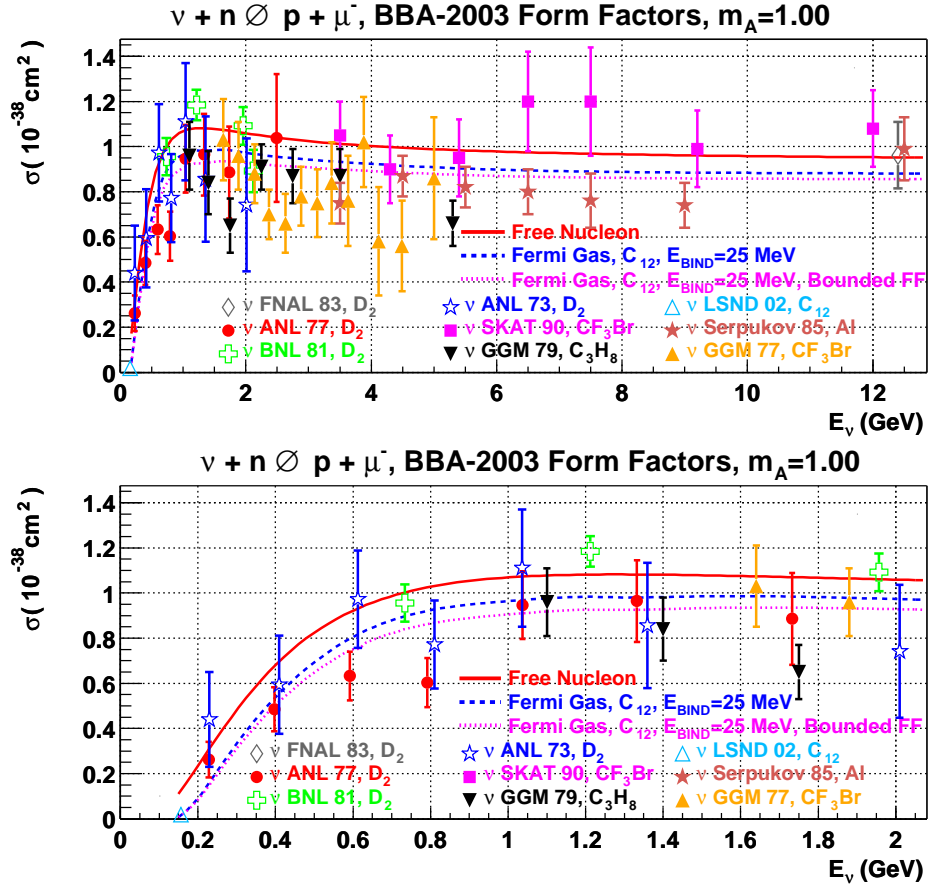 ν + n Ø p + μ⁻, BBA-2003 Form Factors, m_A=1.00
σ( 10⁻³⁸cm²)
1.4
1.2
1
0.8
0.6
0.4
0.2
0
Free Nucleon
Fermi Gas, C₁₂, E_BIND=25 MeV
Fermi Gas, C₁₂, E_BIND=25 MeV, Bounded FF
ν FNAL 83, D₂ ν ANL 73, D₂ ν LSND 02, C₁₂
ν ANL 77, D₂ ν SKAT 90, CF₃Br ν Serpukov 85, Al
ν BNL 81, D₂ ν GGM 79, C₃H₈ ν GGM 77, CF₃Br
0 2 4 6 8 10 12
E_ν (GeV)
ν + n Ø p + μ⁻, BBA-2003 Form Factors, m_A=1.00
σ( 10⁻³⁸cm²)
1.4
1.2
1
0.8
0.6
0.4
0.2
0
Free Nucleon
Fermi Gas, C₁₂, E_BIND=25 MeV
Fermi Gas, C₁₂, E_BIND=25 MeV, Bounded FF
ν FNAL 83, D₂ ν ANL 73, D₂ ν LSND 02, C₁₂
ν ANL 77, D₂ ν SKAT 90, CF₃Br ν Serpukov 85, Al
ν BNL 81, D₂ ν GGM 79, C₃H₈ ν GGM 77, CF₃Br
0 0.2 0.4 0.6 0.8 1 1.2 1.4 1.6 1.8 2
E_ν (GeV)